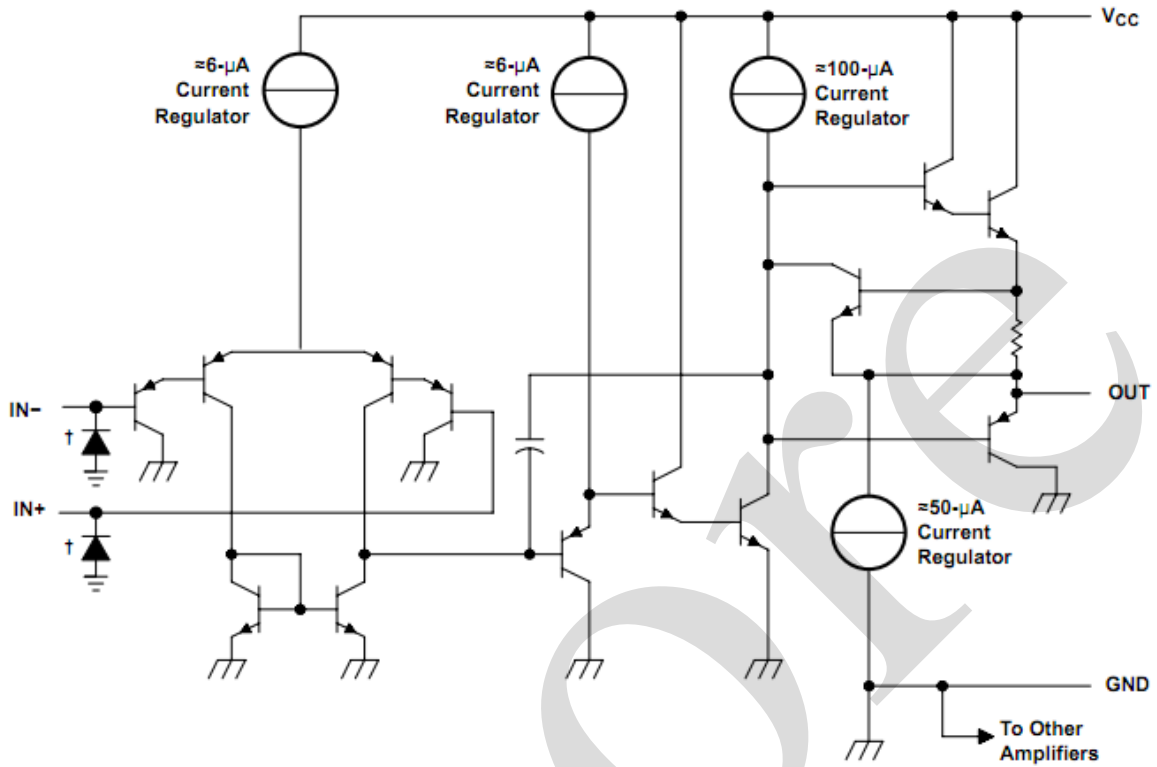 VCC
≈6-µA
Current
Regulator
≈6-µA
Current
Regulator
≈100-µA
Current
Regulator
IN−
†
IN+
†
OUT
≈50-µA
Current
Regulator
GND
To Other
Amplifiers
ore